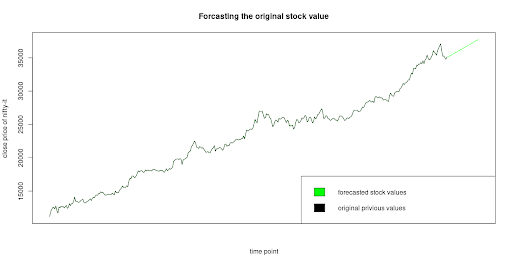 Forcasting the original stock value
close price of nifty-it
35000
30000
25000
20000
15000
forecasted stock values
original privious values
time point